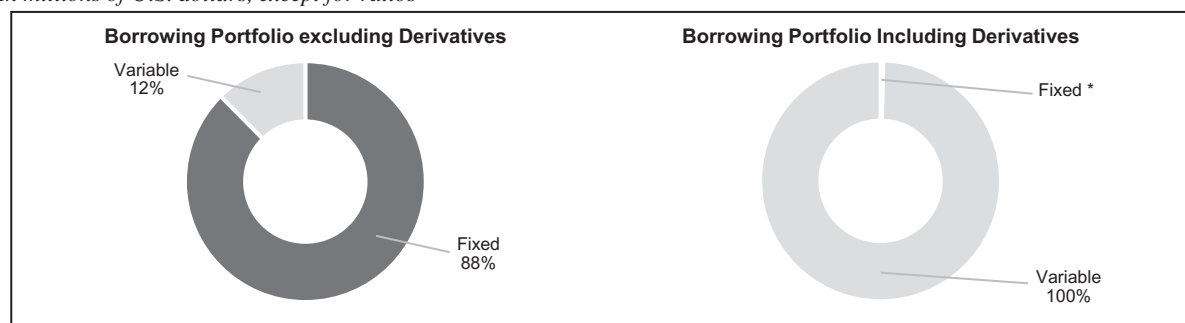 in millions of U.S. dollars, except for ratios
Borrowing Portfolio excluding Derivatives
Variable
12%
Fixed
88%
Borrowing Portfolio Including Derivatives
Fixed *
Variable
100%